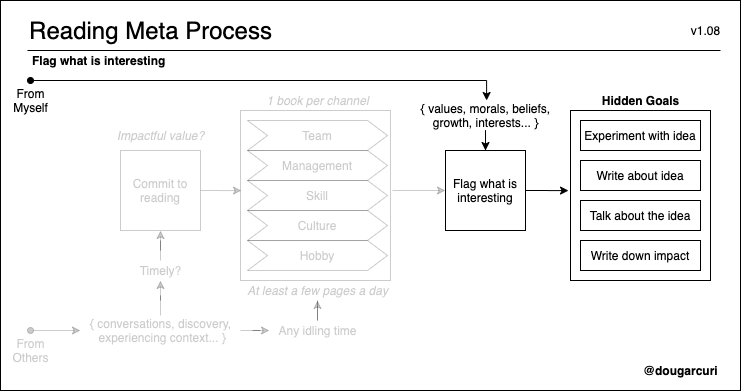 Reading Meta Process
v1.08
Flag what is interesting
From
Myself
{ values, morals, beliefs,
growth, interests... }
1 book per channel
Hidden Goals
Impactful value?
Team
Management
Skill
Culture
Hobby
Commit to
reading
Flag what is
interesting
Experiment with idea
Write about idea
Talk about the idea
Write down impact
Timely?
At least a few pages a day
{ conversations, discovery,
experiencing context... }
Any idling time
From
Others
@dougarcuri